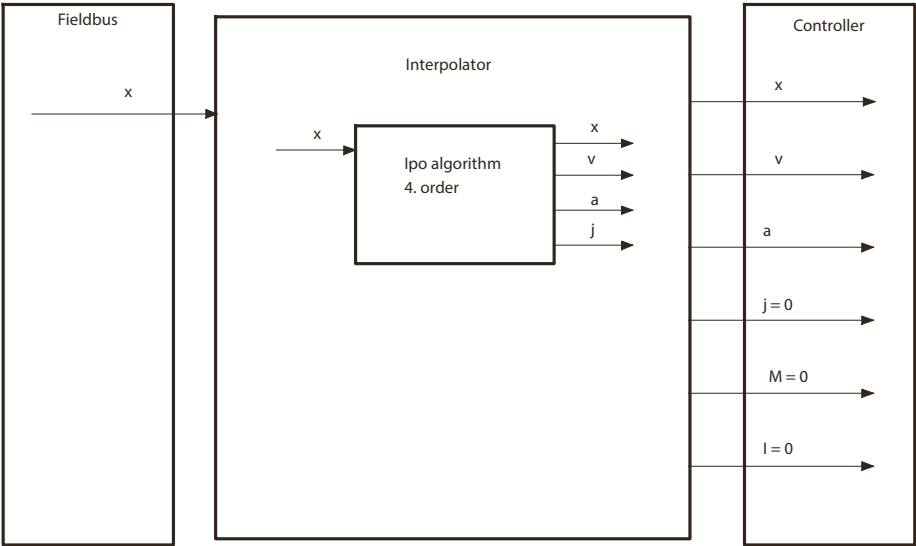 Fieldbus
Interpolator
Controller
x
x
x
Ipo algorithm
4. order
x
v
a
j
v
a
j = 0
M = 0
I = 0